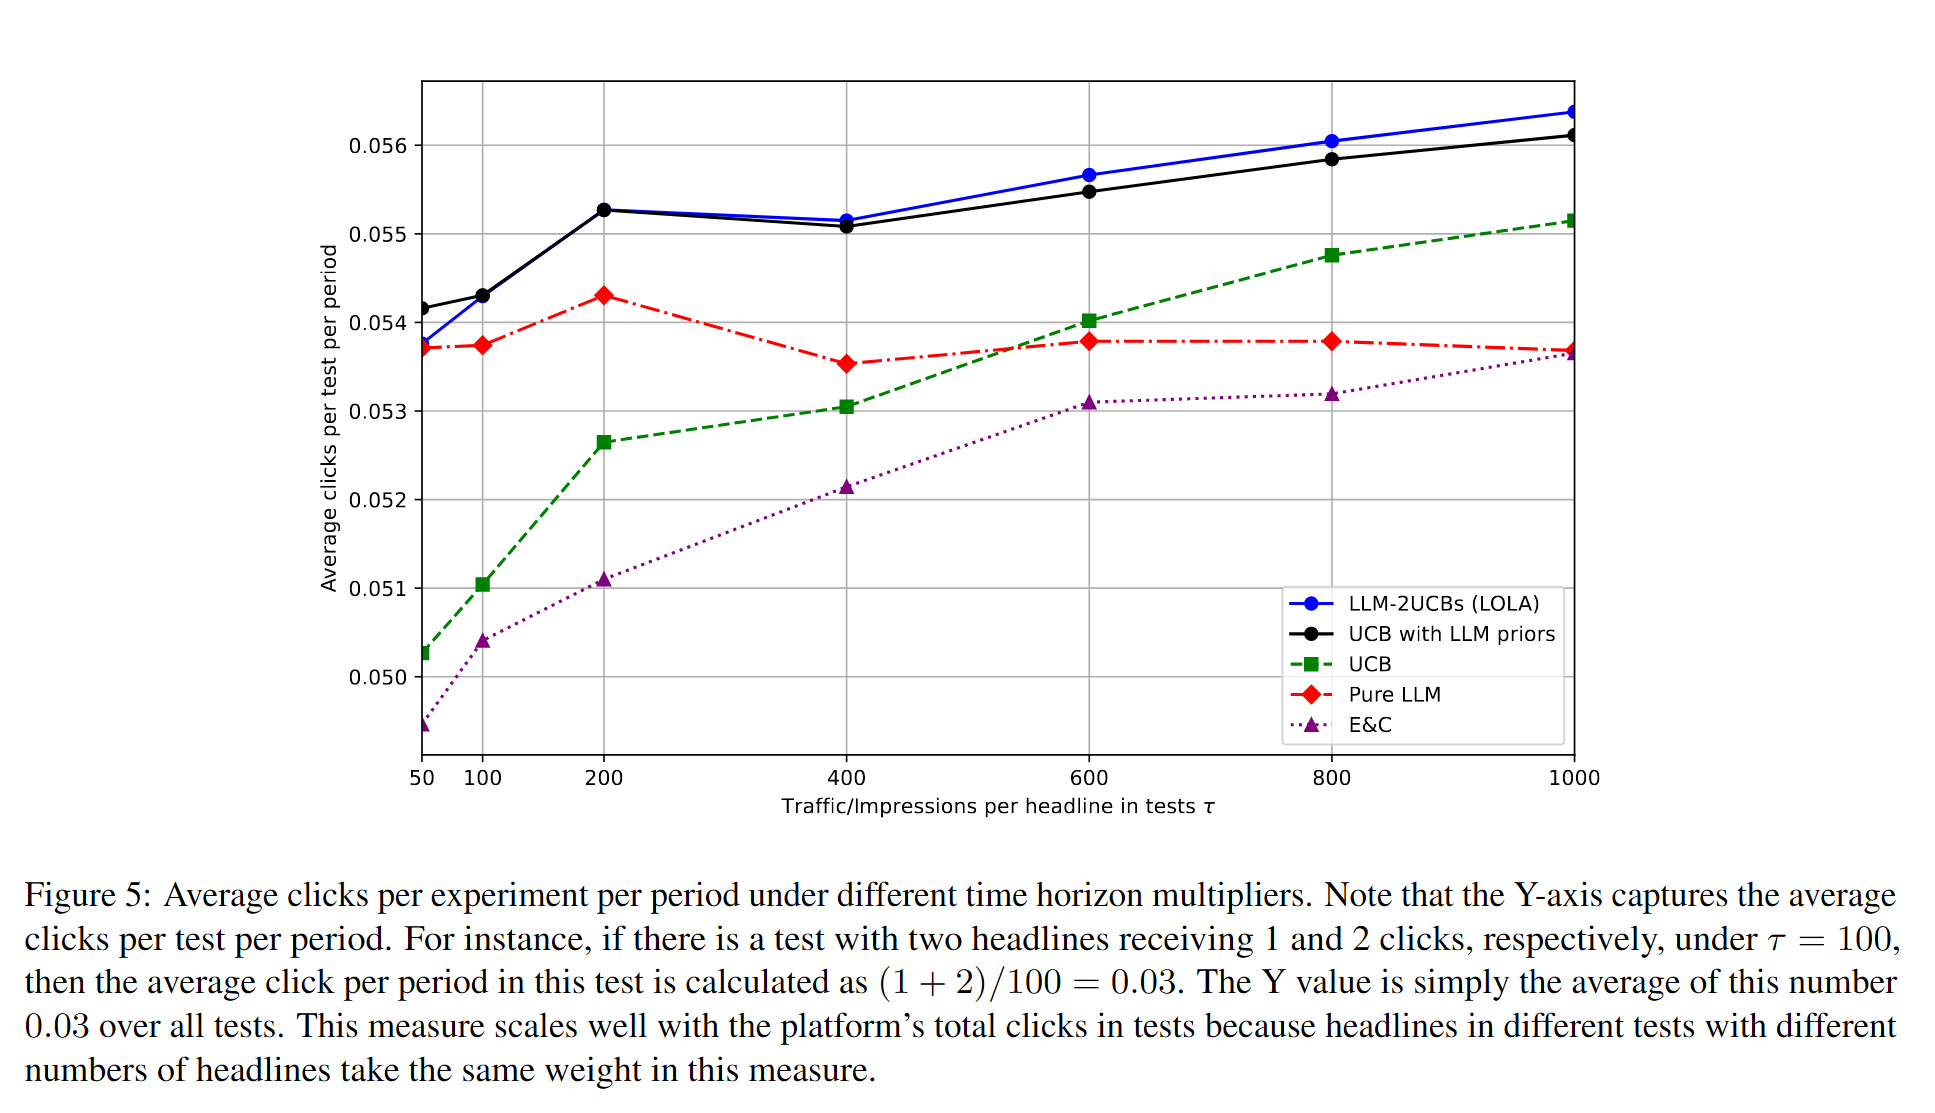 0.056
0.055
0.054
0.053
0.052
0.051
0.050
Average clicks per test per period
50 100 200 400 600 800 1000
Traffic/Impressions per headline in tests τ
LLM-2UCBs (LOLA)
UCB with LLM priors
UCB
Pure LLM
E&C
Figure 5: Average clicks per experiment per period under different time horizon multipliers. Note that the Y-axis captures the average
clicks per test per period. For instance, if there is a test with two headlines receiving 1 and 2 clicks, respectively, under τ = 100,
then the average click per period in this test is calculated as (1 + 2)/100 = 0.03. The Y value is simply the average of this number
0.03 over all tests. This measure scales well with the platform’s total clicks in tests because headlines in different tests with different
numbers of headlines take the same weight in this measure.